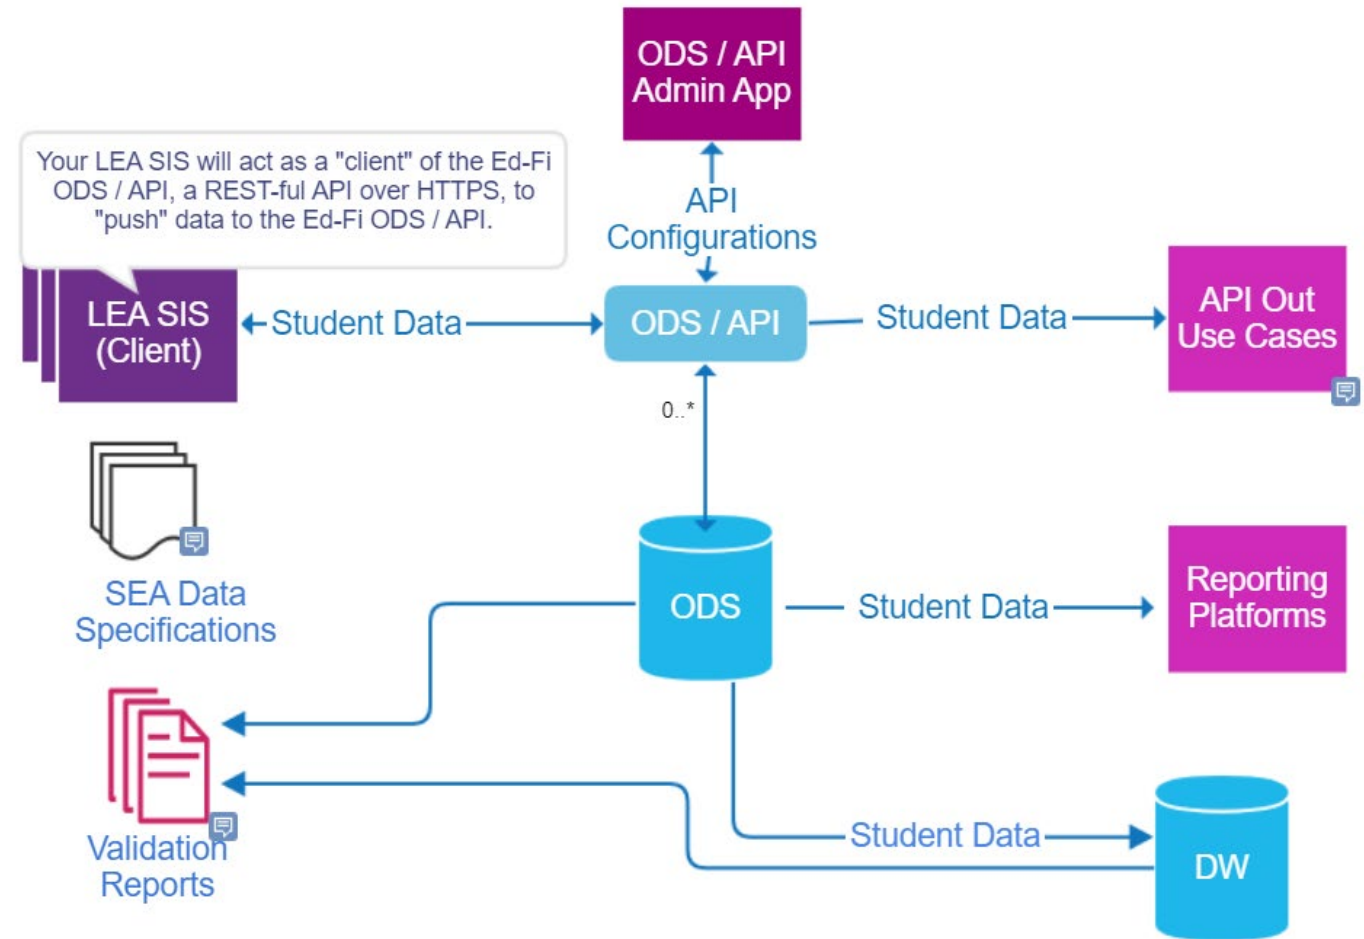 ODS / API
Admin App
Your LEA SIS will act as a "client" of the Ed-Fi
ODS / API, a REST-ful API over HTTPS, to
"push" data to the Ed-Fi ODS / API.
API
Configurations
LEA SIS
(Client)
Student Data
ODS / API
Student Data
API Out
Use Cases
0..*
SEA Data
Specifications
ODS
Student Data
Reporting
Platforms
Validation
Reports
Student Data
DW